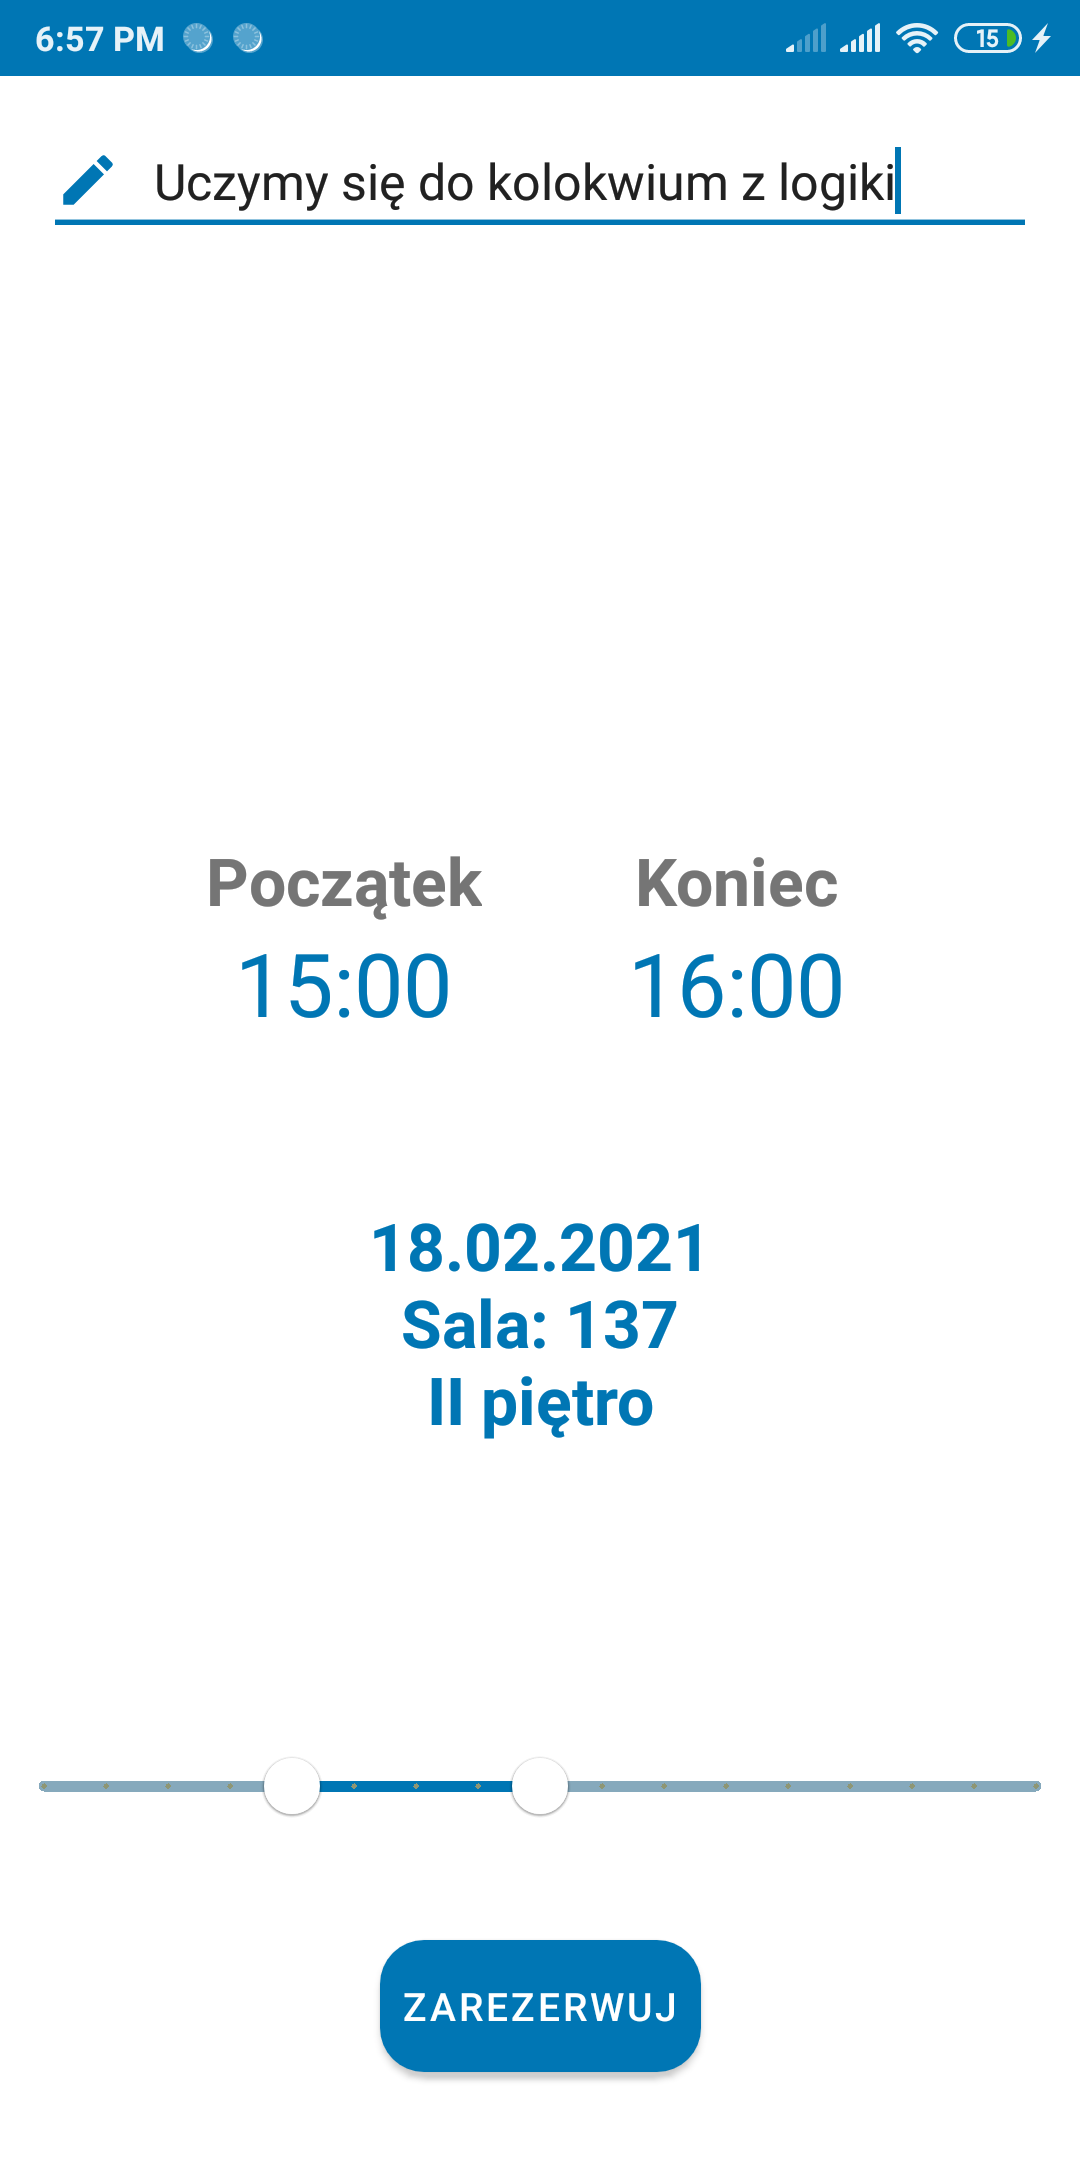 6:57 PM 15
Uczymy się do kolokwium z logiki
Początek Koniec
15:00 16:00
18.02.2021
Sala: 137
II piętro
ZAREZERWUJ